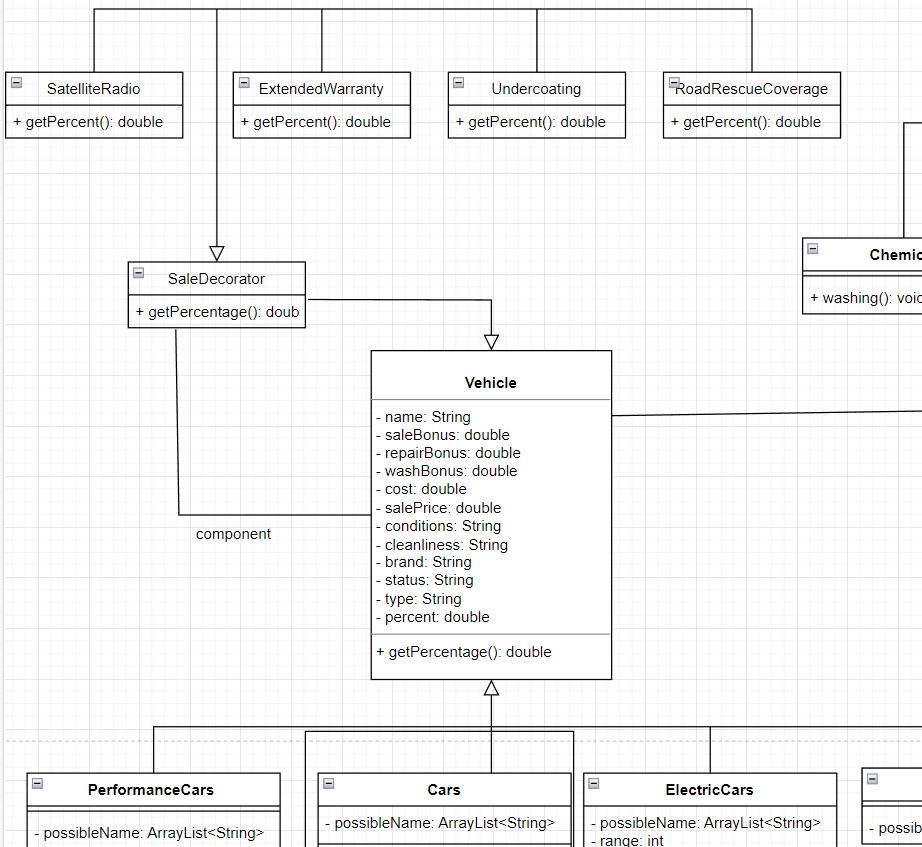 SatelliteRadio
+ getPercent(): double
ExtendedWarranty
+ getPercent(): double
Undercoating
+ getPercent(): double
RoadRescueCoverage
+ getPercent(): double
SaleDecorator
+ getPercentage(): doub
Chemic
+ washing(): voic
Vehicle
- name: String
- saleBonus: double
- repairBonus: double
- washBonus: double
- cost: double
- salePrice: double
- conditions: String
- cleanliness: String
- brand: String
- status: String
- type: String
- percent: double
+ getPercentage(): double
component
PerformanceCars
- possibleName: ArrayList<String>
Cars
- possibleName: ArrayList<String>
ElectricCars
- possibleName: ArrayList<String>
- range: int
- possib